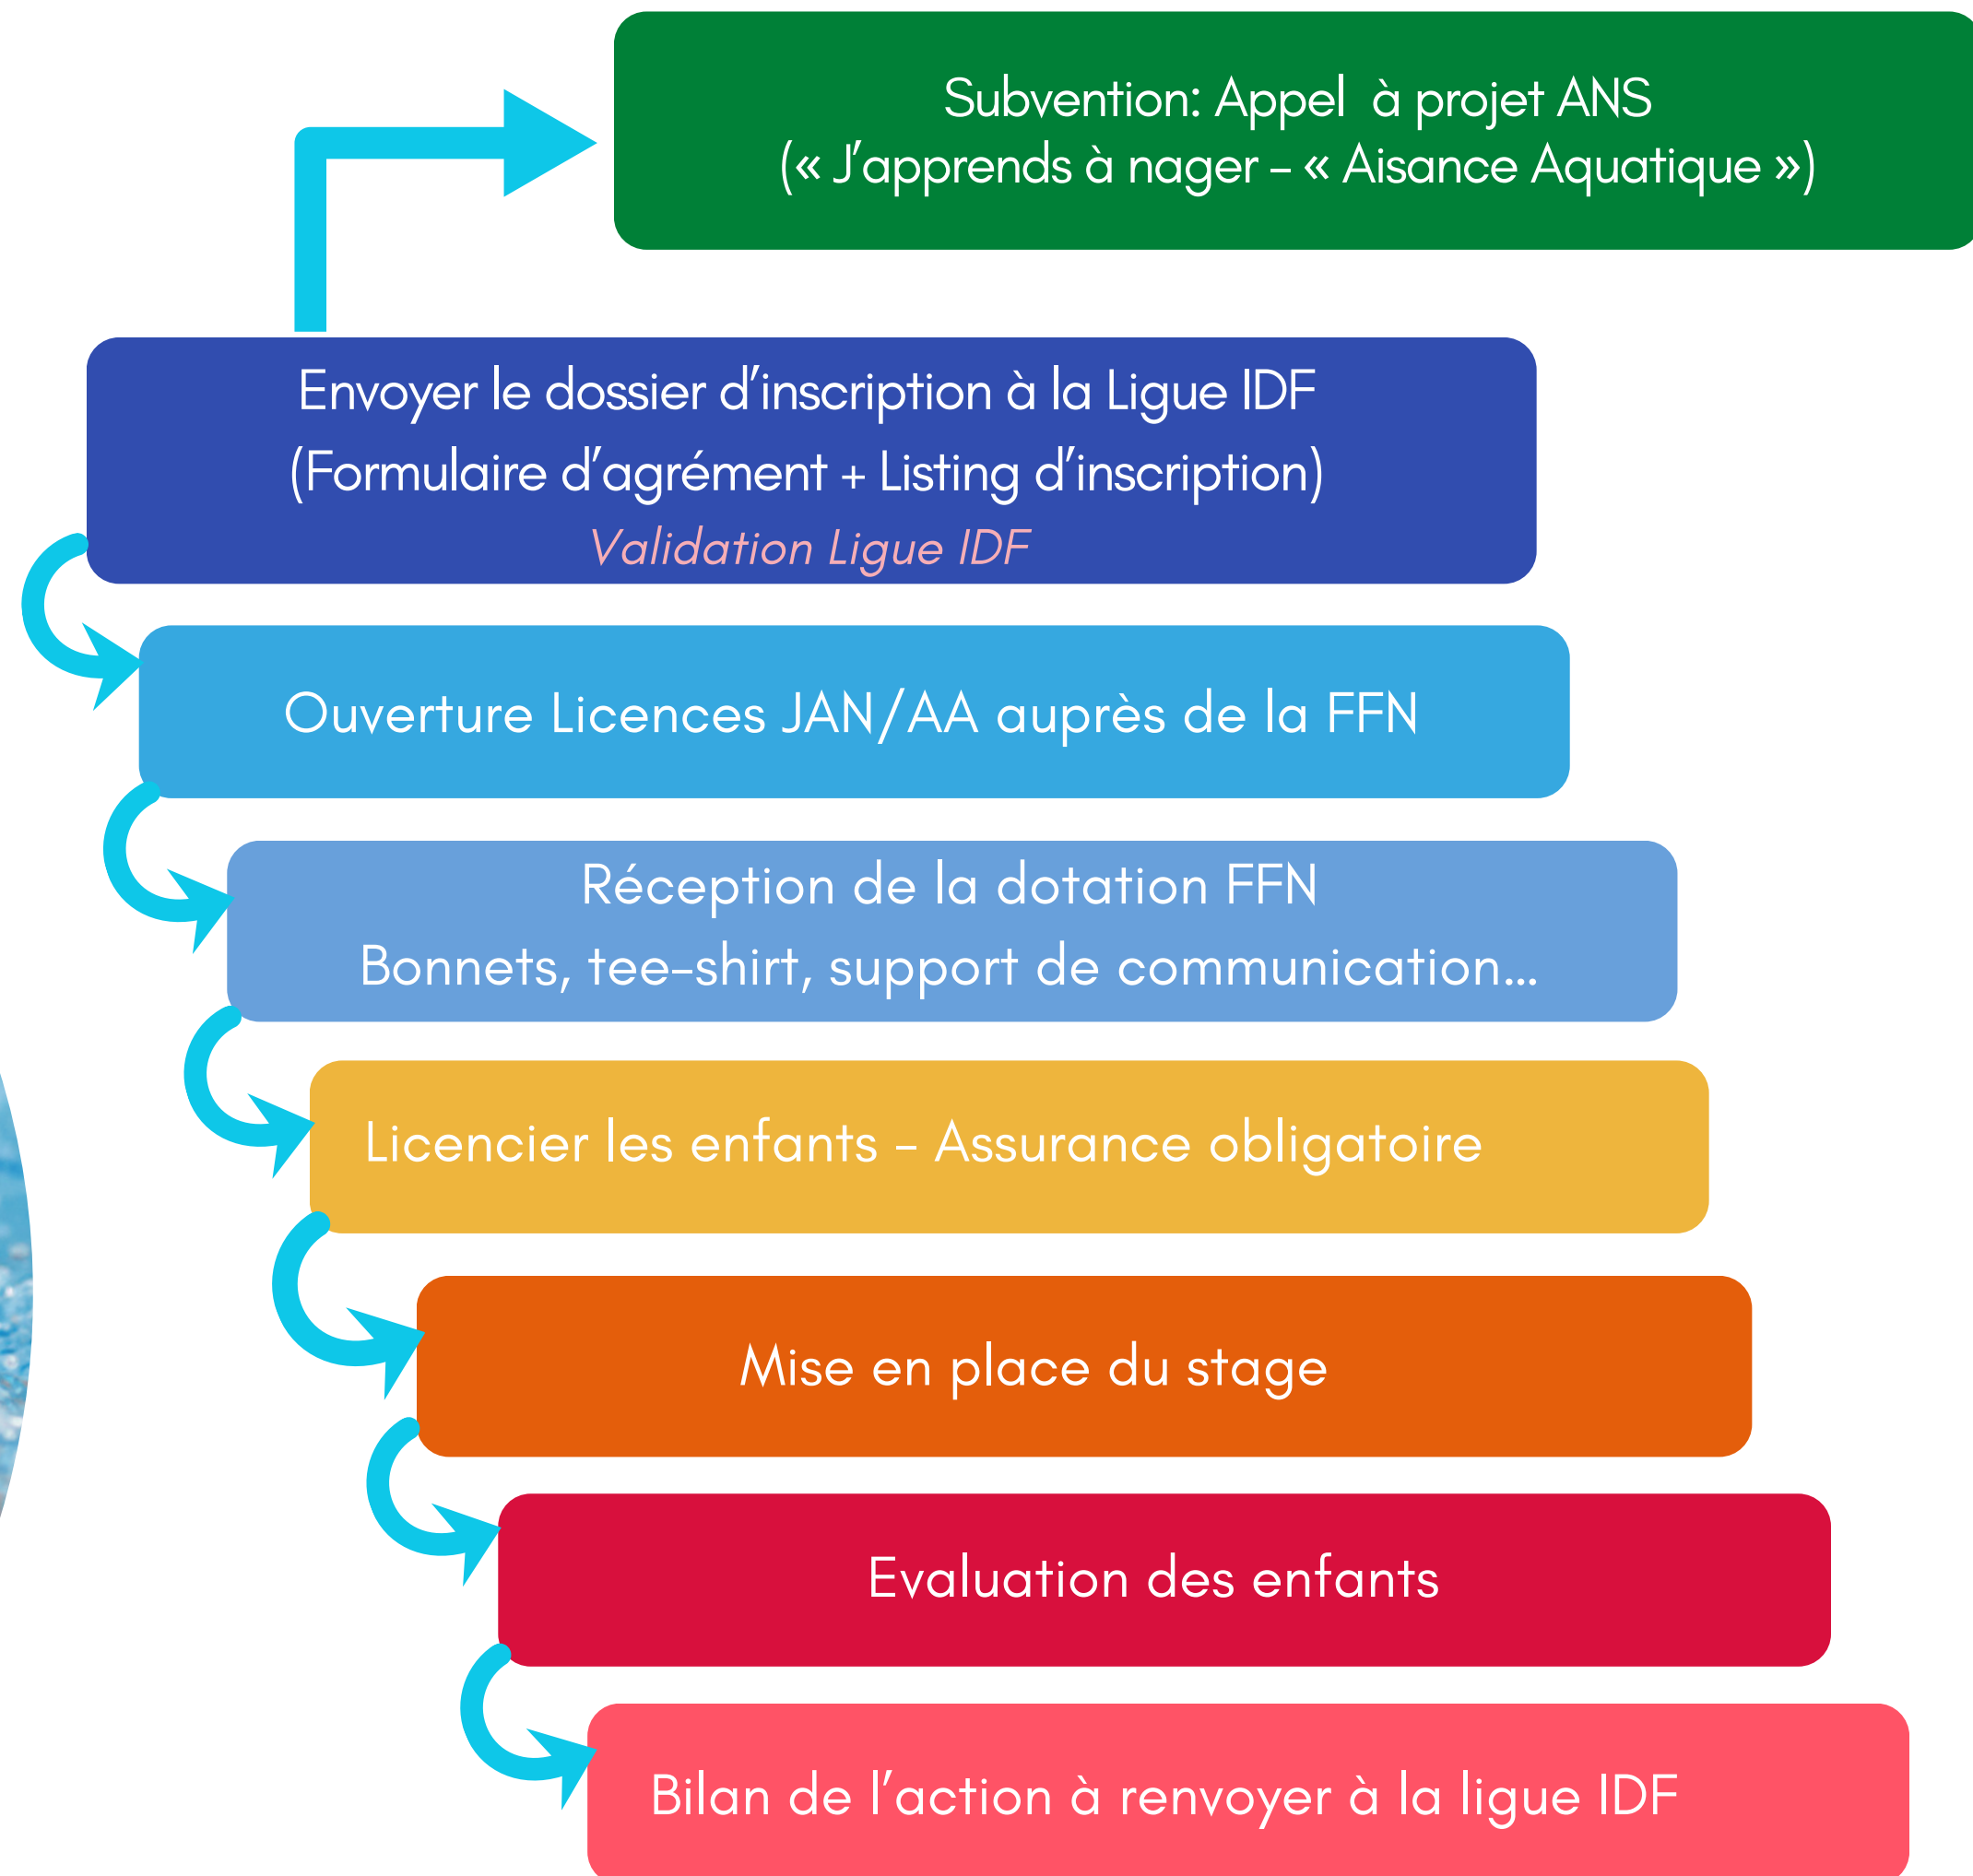 Subvention: Appel à projet ANS
(« J'apprends à nager – « Aisance Aquatique »)
Envoyer le dossier d'inscription à la Ligue IDF
(Formulaire d'agrément + Listing d'inscription)
Validation Ligue IDF
Ouverture Licences JAN/AA auprès de la FFN
Réception de la dotation FFN
Bonnets, tee-shirt, support de communication...
Licencier les enfants - Assurance obligatoire
Mise en place du stage
Evaluation des enfants
Bilan de l'action à renvoyer à la ligue IDF